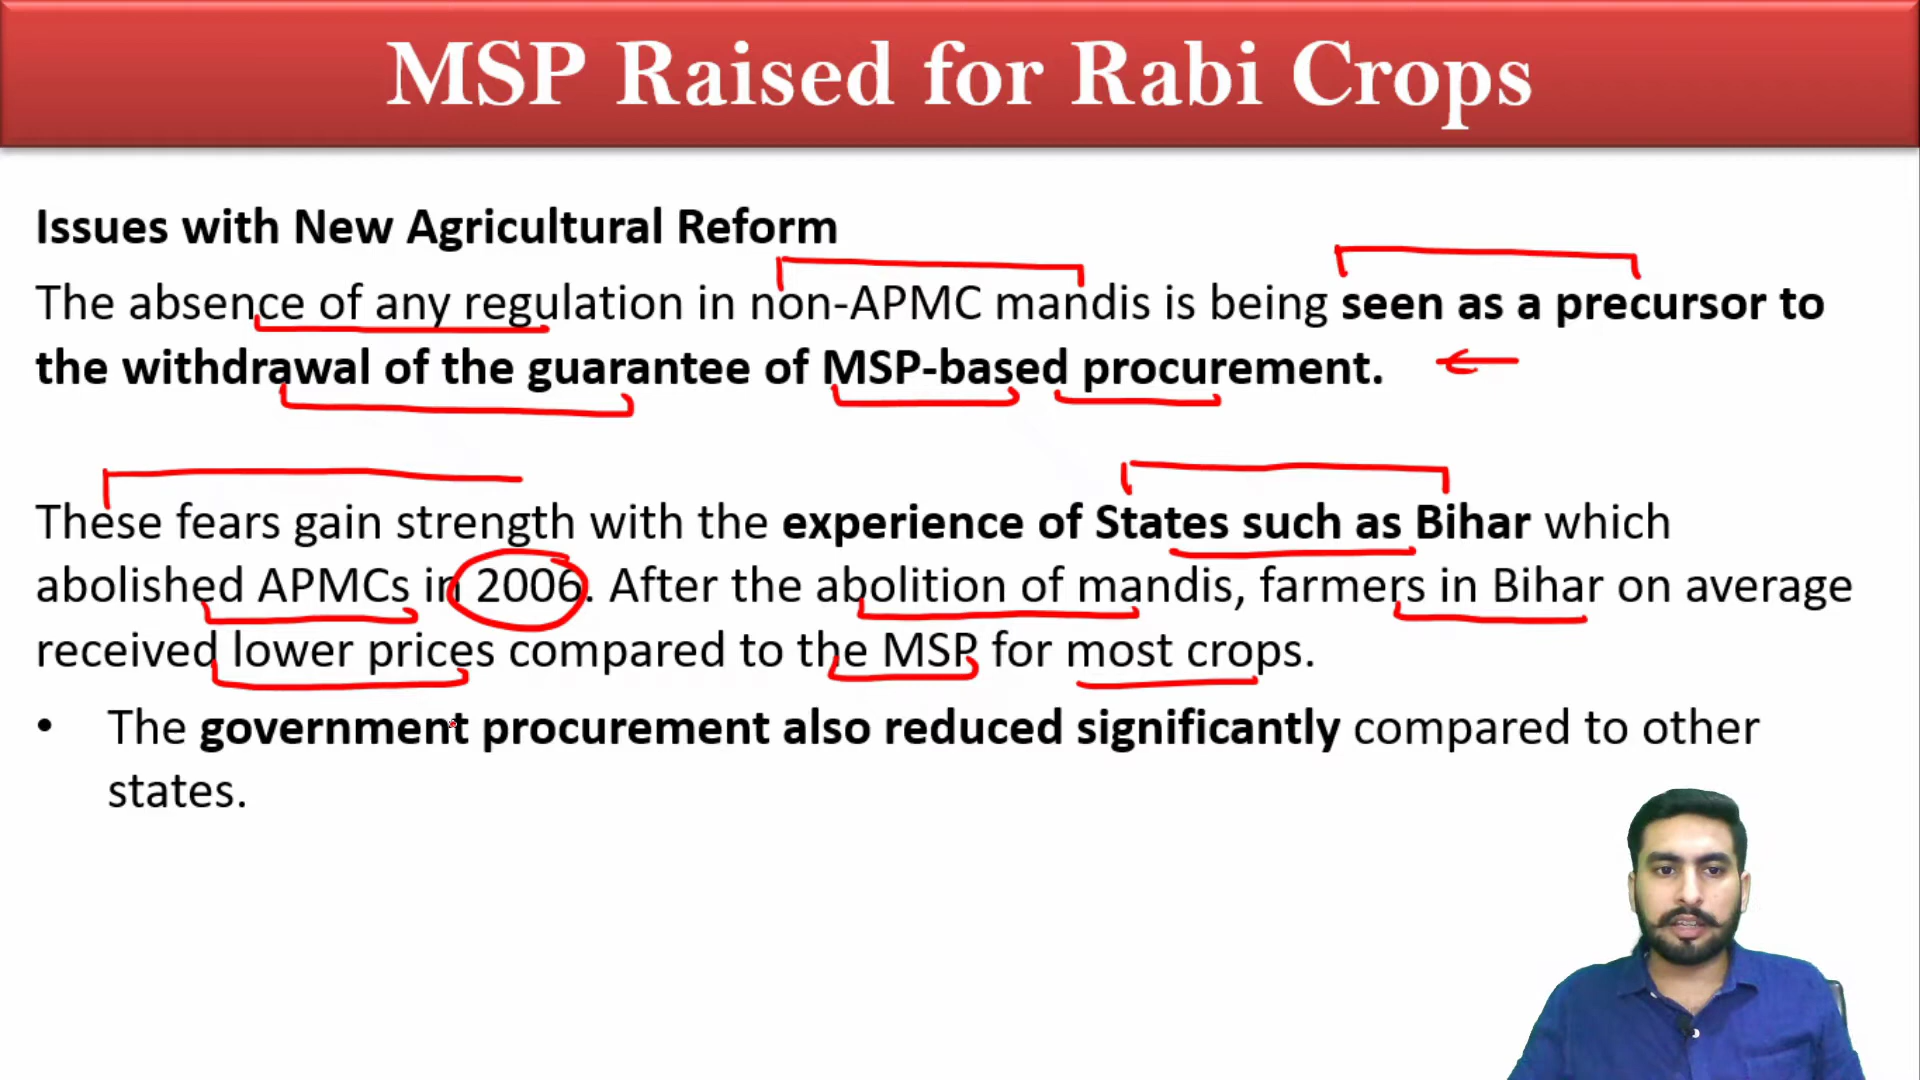 MSP Raised for Rabi Crops
Issues with New Agricultural Reform
The absence of any regulation in non-APMC mandis is being seen as a precursor to
the withdrawal of the guarantee of MSP-based procurement.
These fears gain strength with the experience of States such as Bihar which
abolished APMCs in 2006. After the abolition of mandis, farmers in Bihar on average
received lower prices compared to the MSP for most crops.
• The government procurement also reduced significantly compared to other
states.